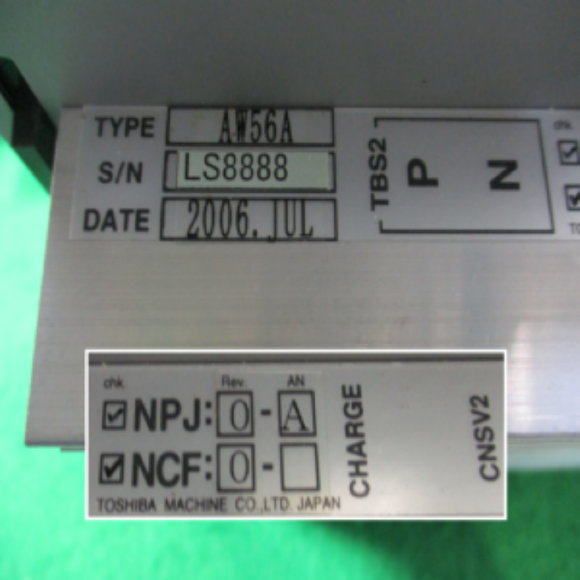 TYPE AW56A
S/N LS8888
DATE 2006.JUL
TBS2
P N
chk.
chk. Rev. AN
NPJ: 0 - A
NCF: 0 -
TOSHIBA MACHINE CO.,LTD. JAPAN
CHARGE
CNSV2